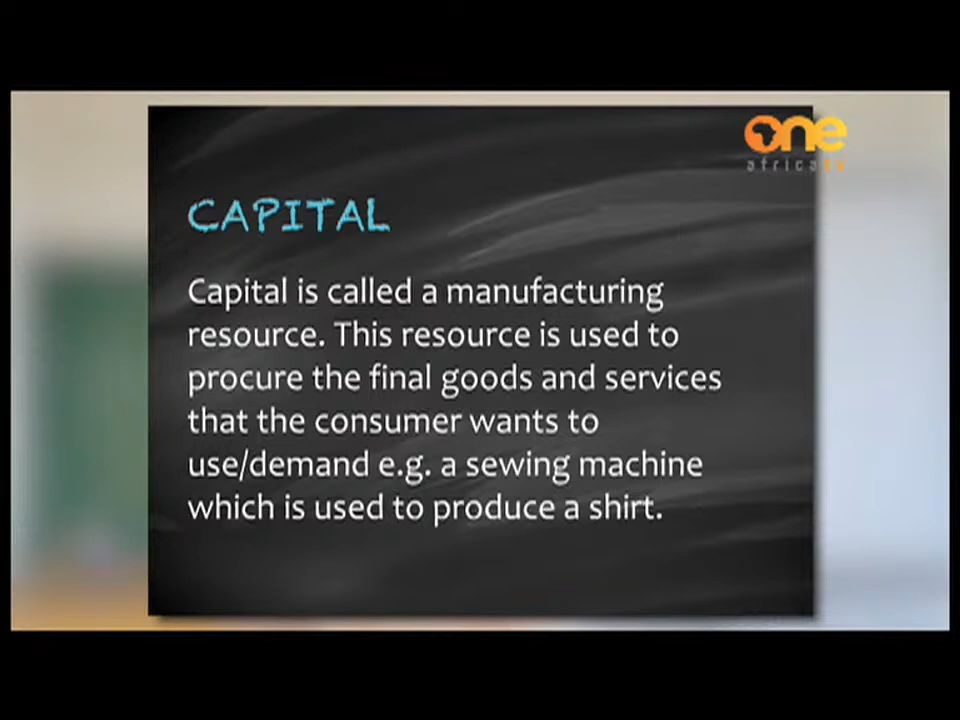 one
africa tv
CAPITAL
Capital is called a manufacturing
resource. This resource is used to
procure the final goods and services
that the consumer wants to
use/demand e.g. a sewing machine
which is used to produce a shirt.